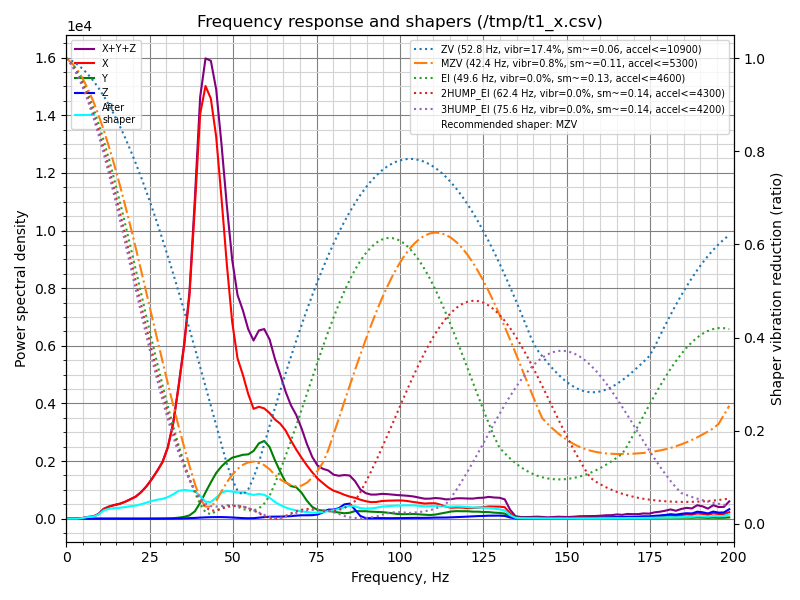 Frequency response and shapers (/tmp/t1_x.csv)
1e4
X+Y+Z
X
Y
Z
After
shaper
ZV (52.8 Hz, vibr=17.4%, sm~=0.06, accel<=10900)
MZV (42.4 Hz, vibr=0.8%, sm~=0.11, accel<=5300)
EI (49.6 Hz, vibr=0.0%, sm~=0.13, accel<=4600)
2HUMP_EI (62.4 Hz, vibr=0.0%, sm~=0.14, accel<=4300)
3HUMP_EI (75.6 Hz, vibr=0.0%, sm~=0.14, accel<=4200)
Recommended shaper: MZV
Power spectral density
1.6
1.4
1.2
1.0
0.8
0.6
0.4
0.2
0.0
Shaper vibration reduction (ratio)
1.0
0.8
0.6
0.4
0.2
0.0
0 25 50 75 100 125 150 175 200
Frequency, Hz